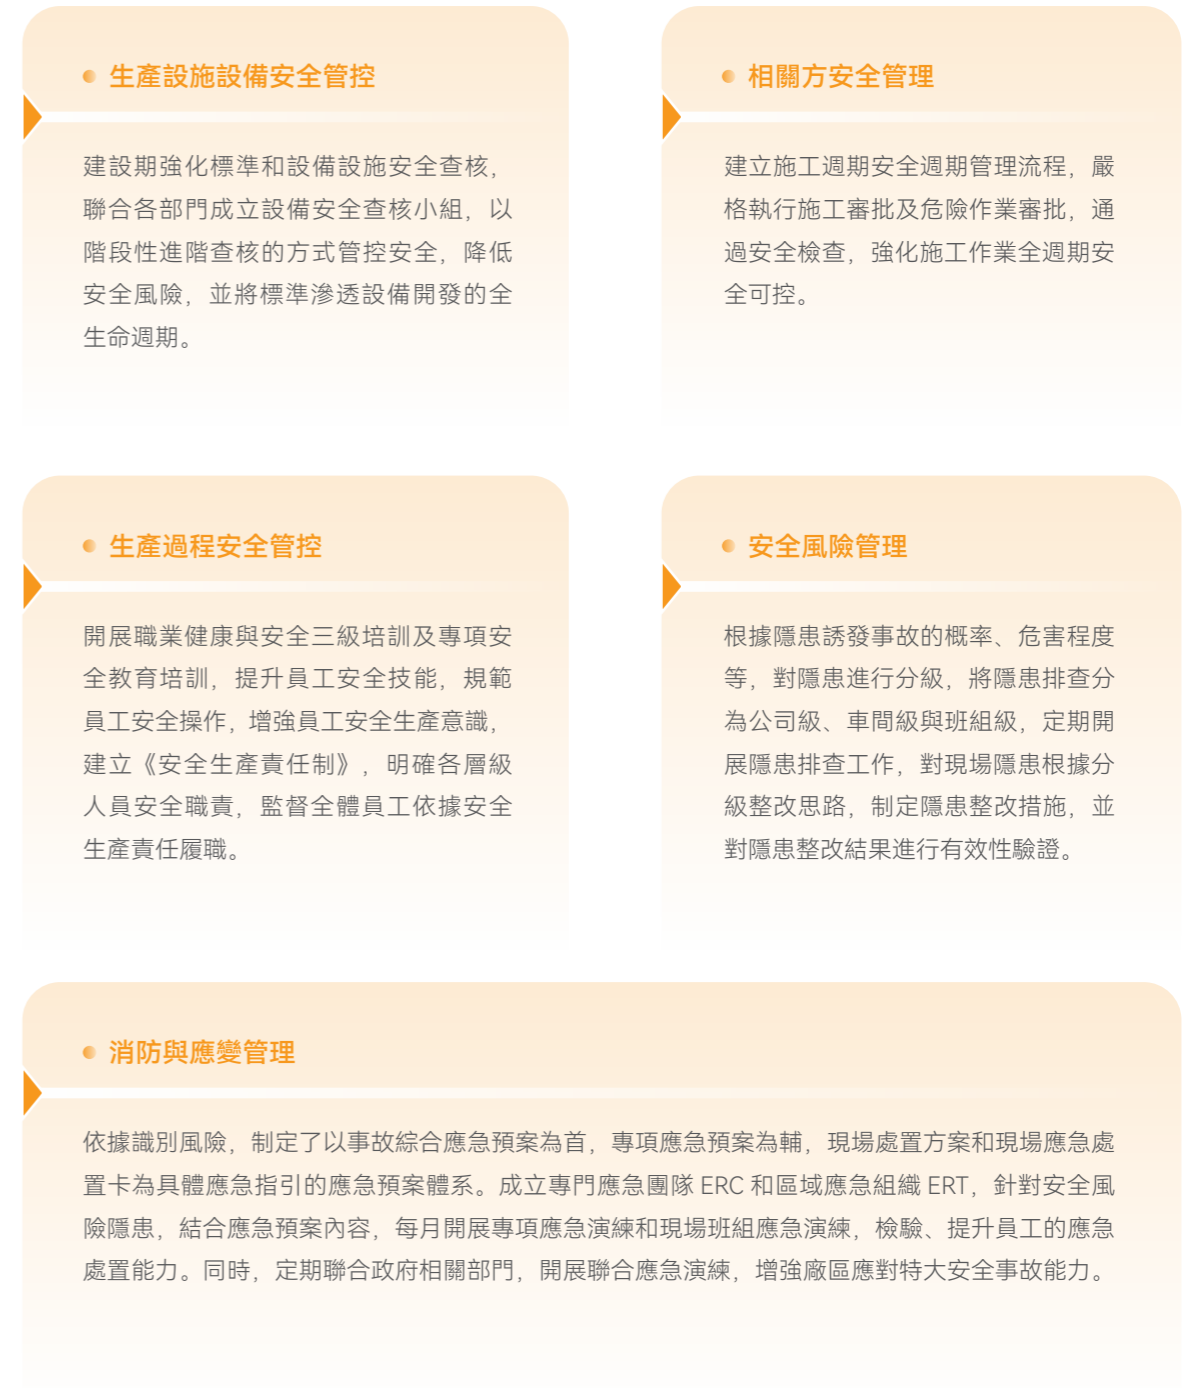 生產設施設備安全管控
建設期強化標準和設備設施安全查核，
聯合各部門成立設備安全查核小組，以
階段性進階查核的方式管控安全，降低
安全風險，並將標準滲透設備開發的全
生命週期。
相關方安全管理
建立施工週期安全週期管理流程，嚴
格執行施工審批及危險作業審批，通
過安全檢查，強化施工作業全週期安
全可控。
生產過程安全管控
開展職業健康與安全三級培訓及專項安
全教育培訓，提升員工安全技能，規範
員工安全操作，增強員工安全生產意識，
建立《安全生產責任制》，明確各層級
人員安全職責，監督全體員工依據安全
生產責任履職。
安全風險管理
根據隱患誘發事故的概率、危害程度
等，對隱患進行分級，將隱患排查分
為公司級、車間級與班組級，定期開
展隱患排查工作，對現場隱患根據分
級整改思路，制定隱患整改措施，並
對隱患整改結果進行有效性驗證。
消防與應變管理
依據識別風險，制定了以事故綜合應急預案為首，專項應急預案為輔，現場處置方案和現場應急處
置卡為具體應急指引的應急預案體系。成立專門應急團隊 ERC 和區域應急組織 ERT，針對安全風
險隱患，結合應急預案內容，每月開展專項應急演練和現場班組應急演練，檢驗、提升員工的應急
處置能力。同時，定期聯合政府相關部門，開展聯合應急演練，增強廠區應對特大安全事故能力。